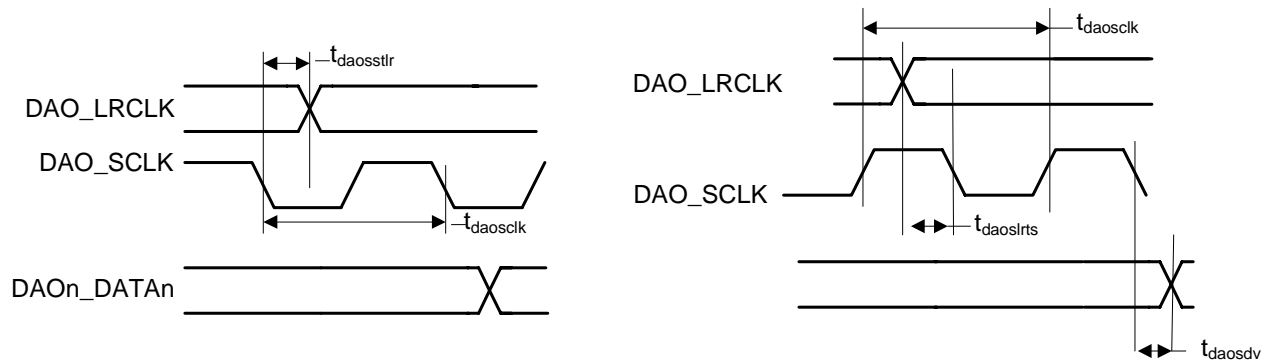 t_daosstlr
DAO_LRCLK
DAO_SCLK
t_daosclk
DAOn_DATAn
t_daosclk
DAO_LRCLK
DAO_SCLK
t_daoslrts
t_daosdv